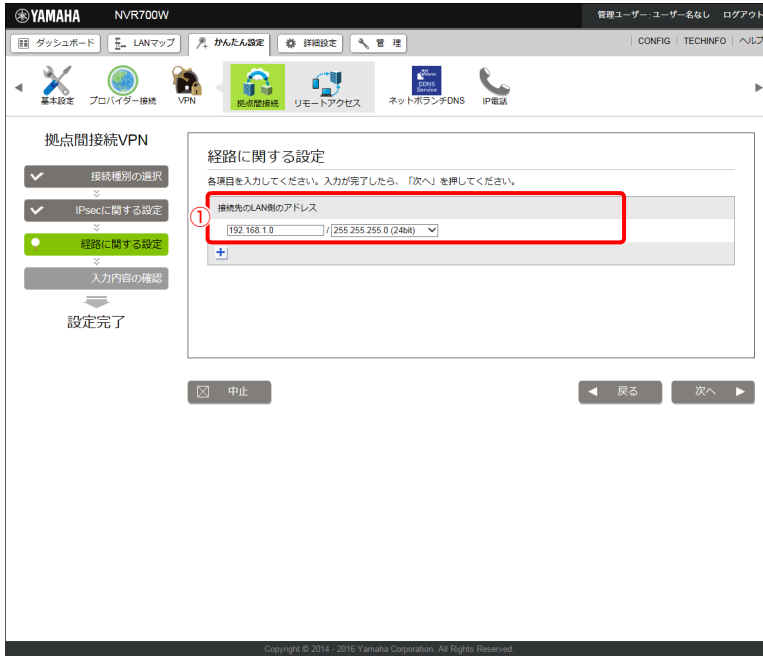 YAMAHA NVR700W 管理ユーザー:ユーザー名なし ログアウト
ダッシュボード LANマップ かんたん設定 詳細設定 管 理 CONFIG TECHINFO ヘルプ
基本設定 プロバイダー接続 VPN 拠点間接続 リモートアクセス ネットボランチDNS IP電話
DDNS
Service
拠点間接続VPN
接続種別の選択
IPsecに関する設定
経路に関する設定
入力内容の確認
設定完了
経路に関する設定
各項目を入力してください。入力が完了したら、「次へ」を押してください。
①
接続先のLAN側のアドレス
192.168.1.0 / 255.255.255.0 (24bit)
中止 戻る 次へ
Copyright © 2014 - 2016 Yamaha Corporation. All Rights Reserved.